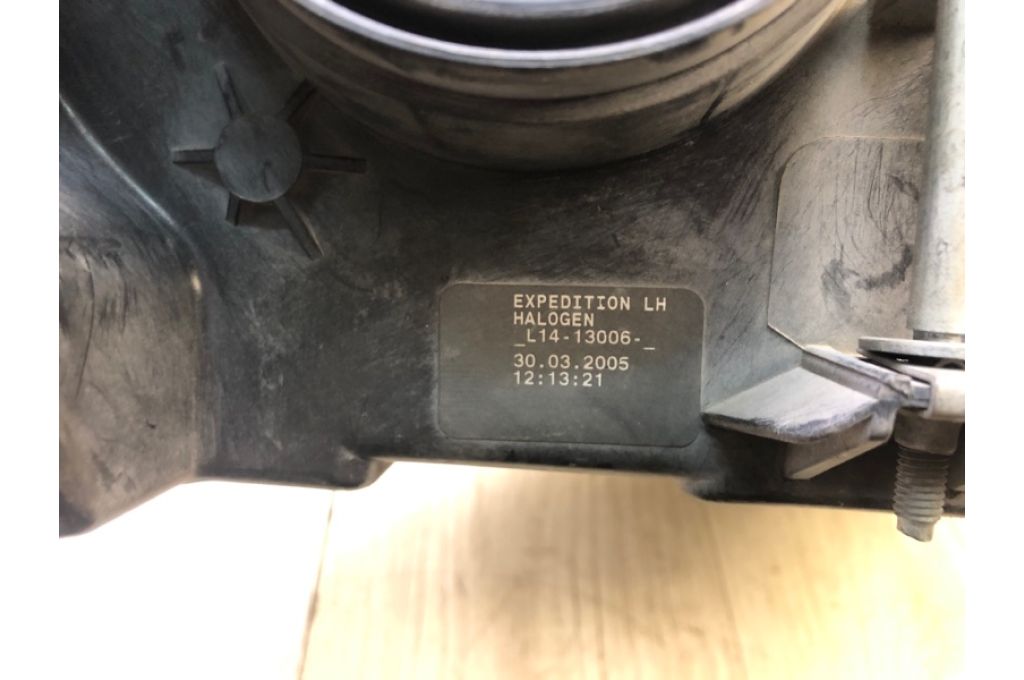 EXPEDITION LH
HALOGEN
_L14-13006-_
30.03.2005
12:13:21